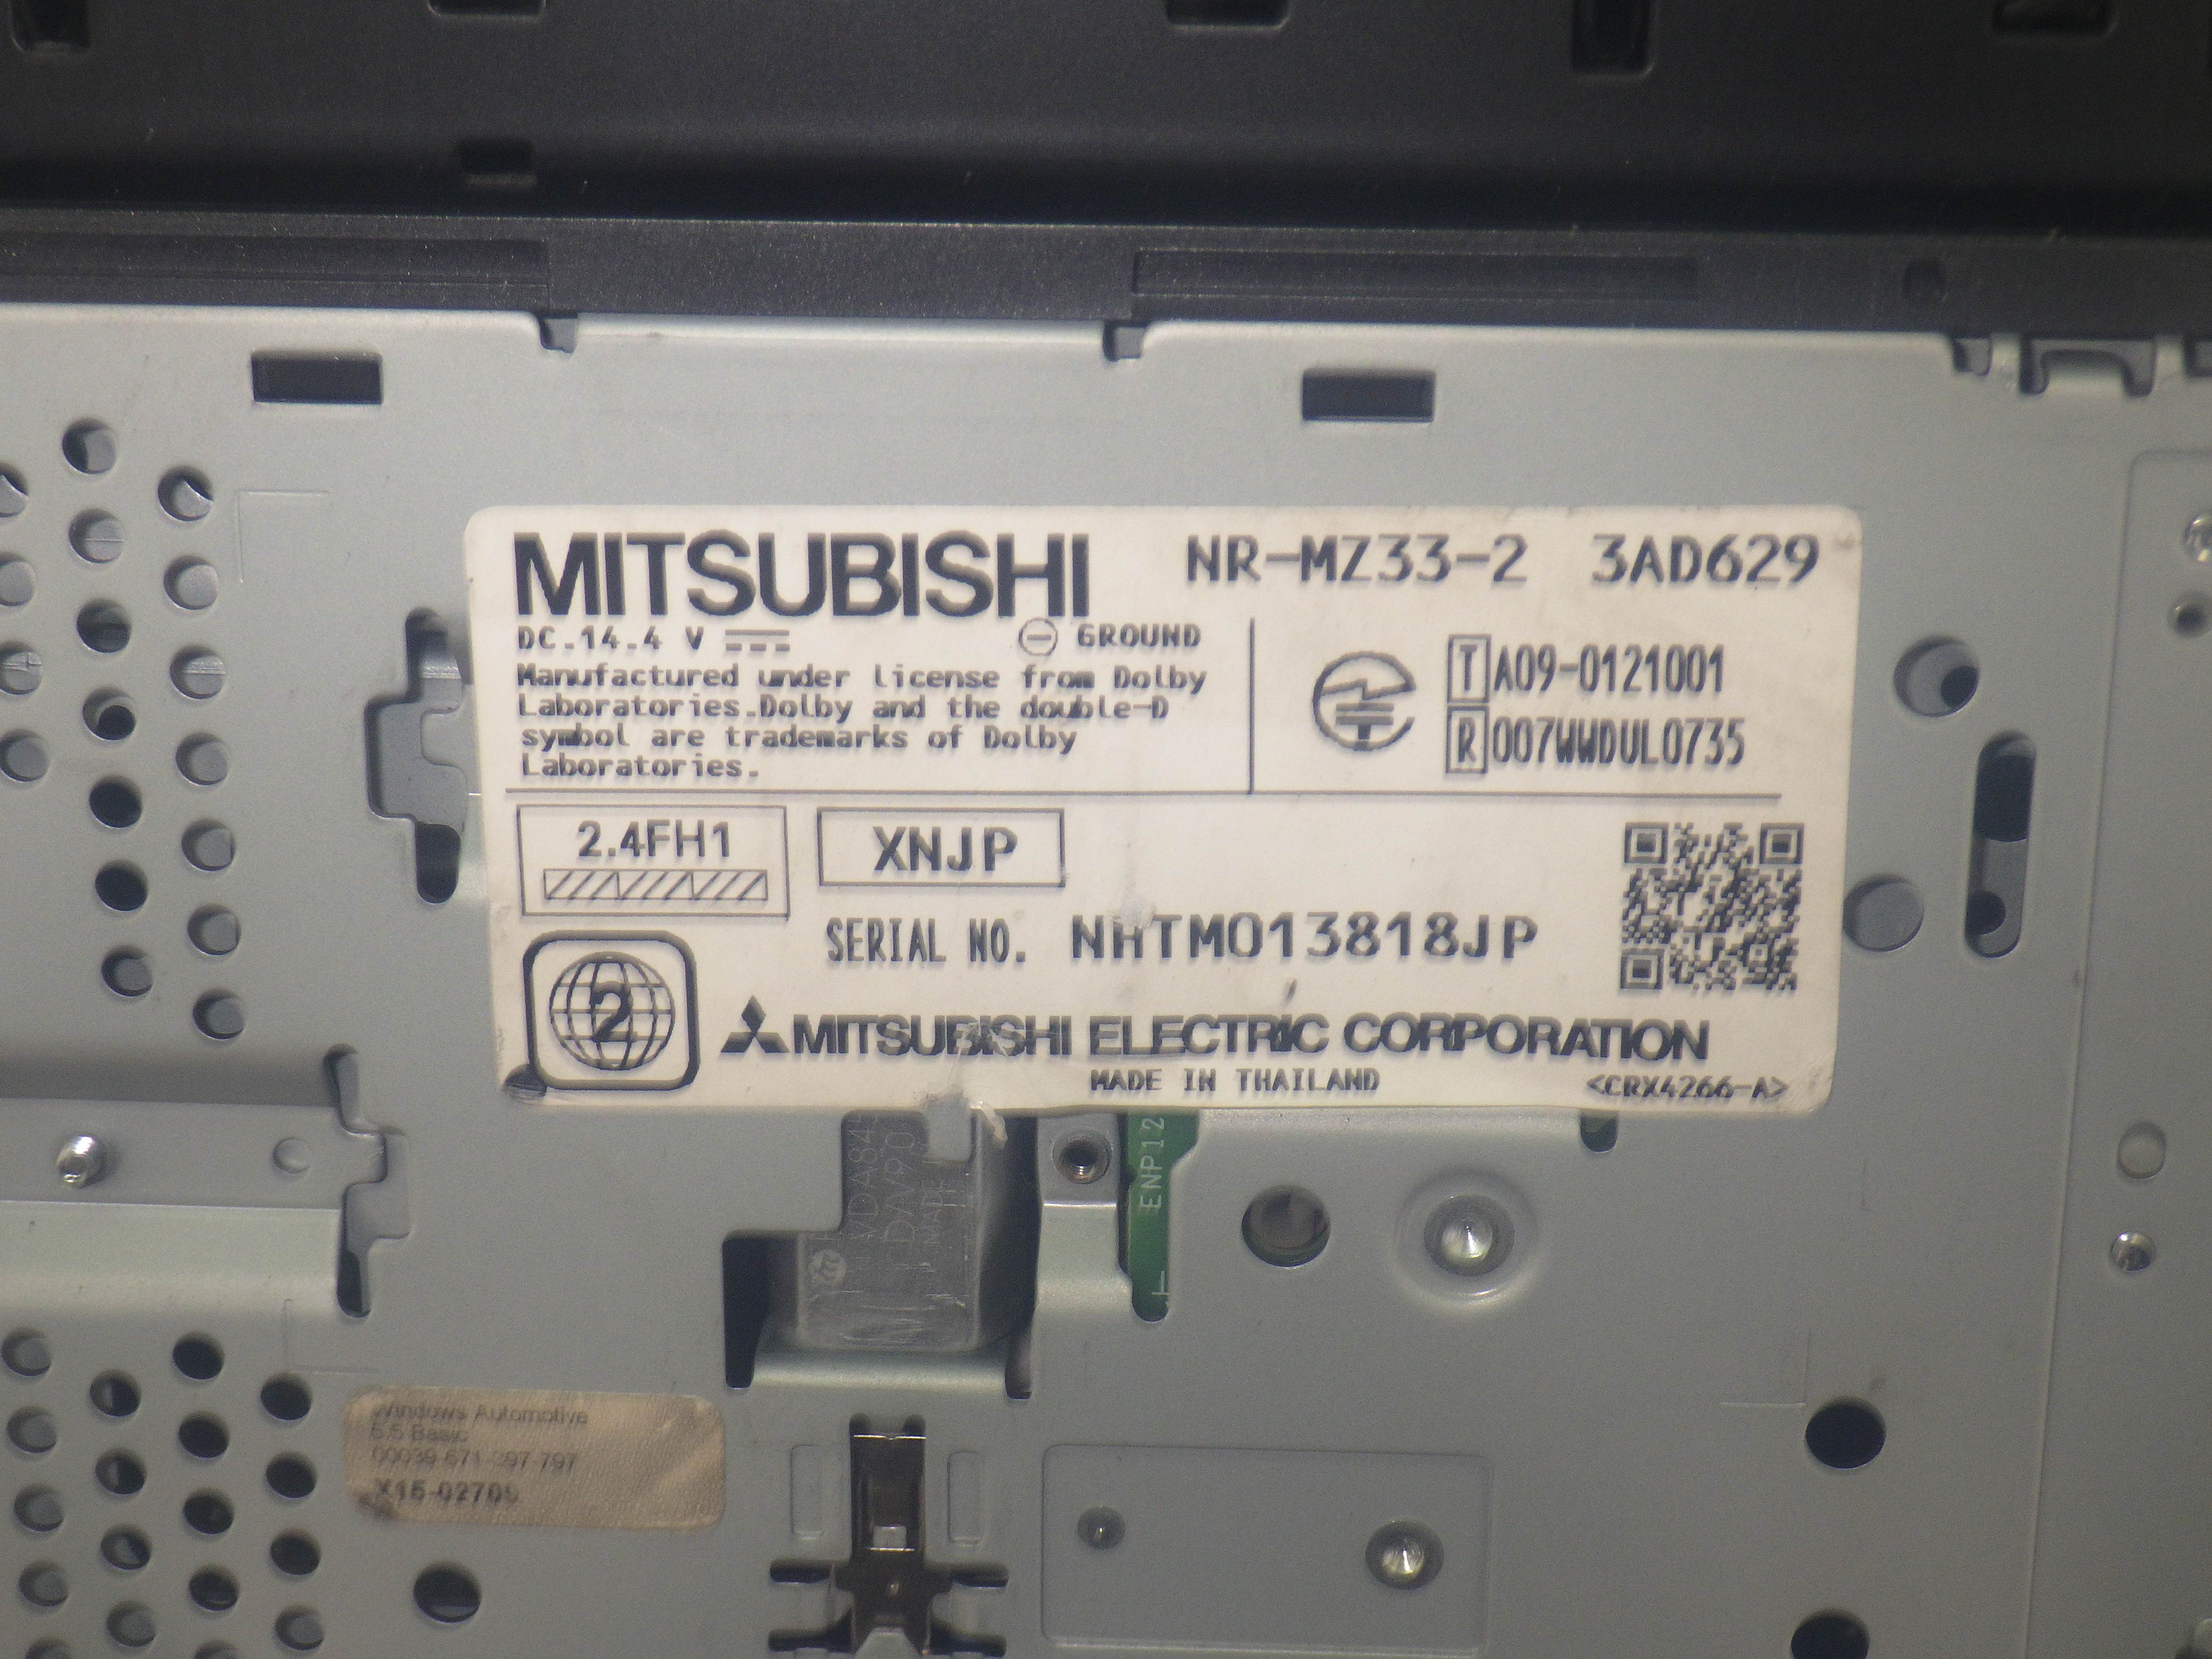 MITSUBISHI NR-MZ33-2 3AD629
DC.14.4 V GROUND
Manufactured under license from Dolby
Laboratories.Dolby and the double-D
symbol are trademarks of Dolby
Laboratories.
T A09-0121001
R 007WWDUL0735
2.4FH1
XNJP
SERIAL NO. NHTM013818JP
2
MITSUBISHI ELECTRIC CORPORATION
MADE IN THAILAND
<CRX4266-A>
ENP12
MADE
Windows Automotive
5.5 Basic
X15-02705